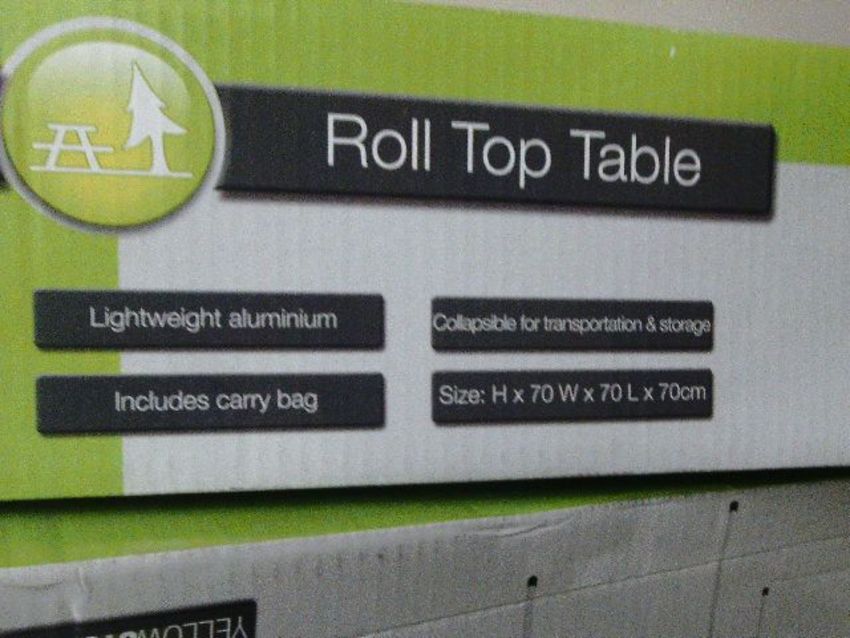 Roll Top Table
Lightweight aluminium
Collapsible for transportation & storage
Includes carry bag
Size: H x 70 W x 70 L x 70cm